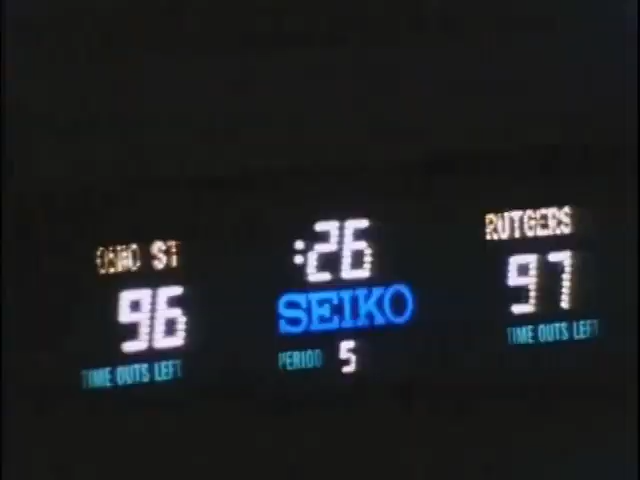 OHIO ST
:26
RUTGERS
96
SEIKO
97
TIME OUTS LEFT
PERIOD 5
TIME OUTS LEFT